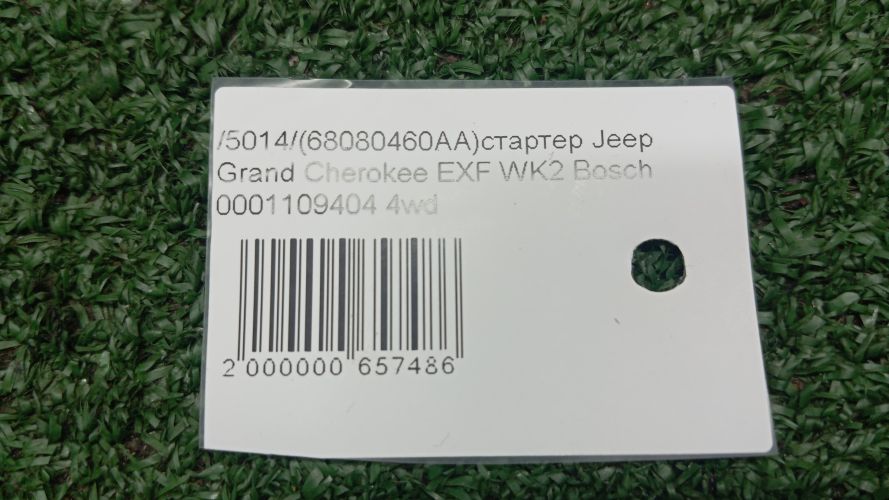 /5014/(68080460AA)стартер Jeep
Grand Cherokee EXF WK2 Bosch
0001109404 4wd
2 000000 657486